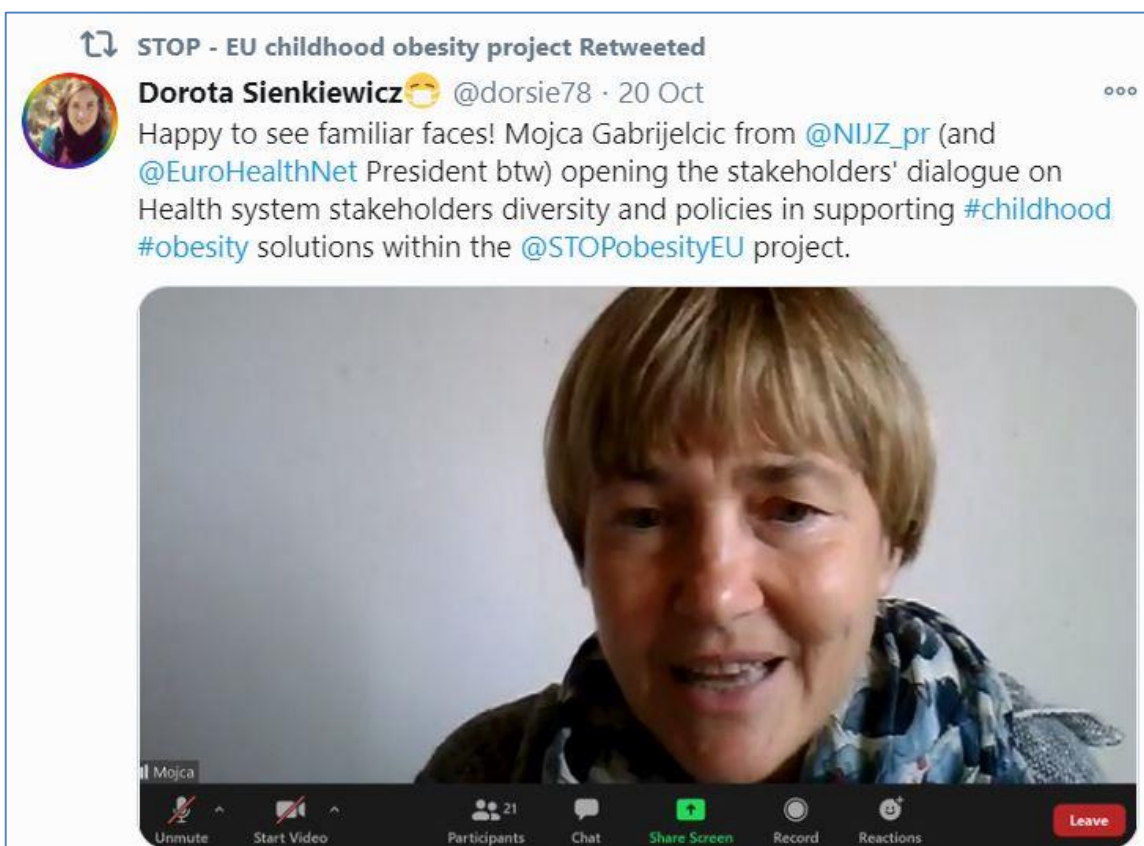 STOP - EU childhood obesity project Retweeted
Dorota Sienkiewicz😷 @dorsie78 · 20 Oct
Happy to see familiar faces! Mojca Gabrijelcic from @NIJZ_pr (and
@EuroHealthNet President btw) opening the stakeholders' dialogue on
Health system stakeholders diversity and policies in supporting #childhood
#obesity solutions within the @STOPobesityEU project.
Mojca
21
Unmute Start Video Participants Chat Share Screen Record Reactions Leave